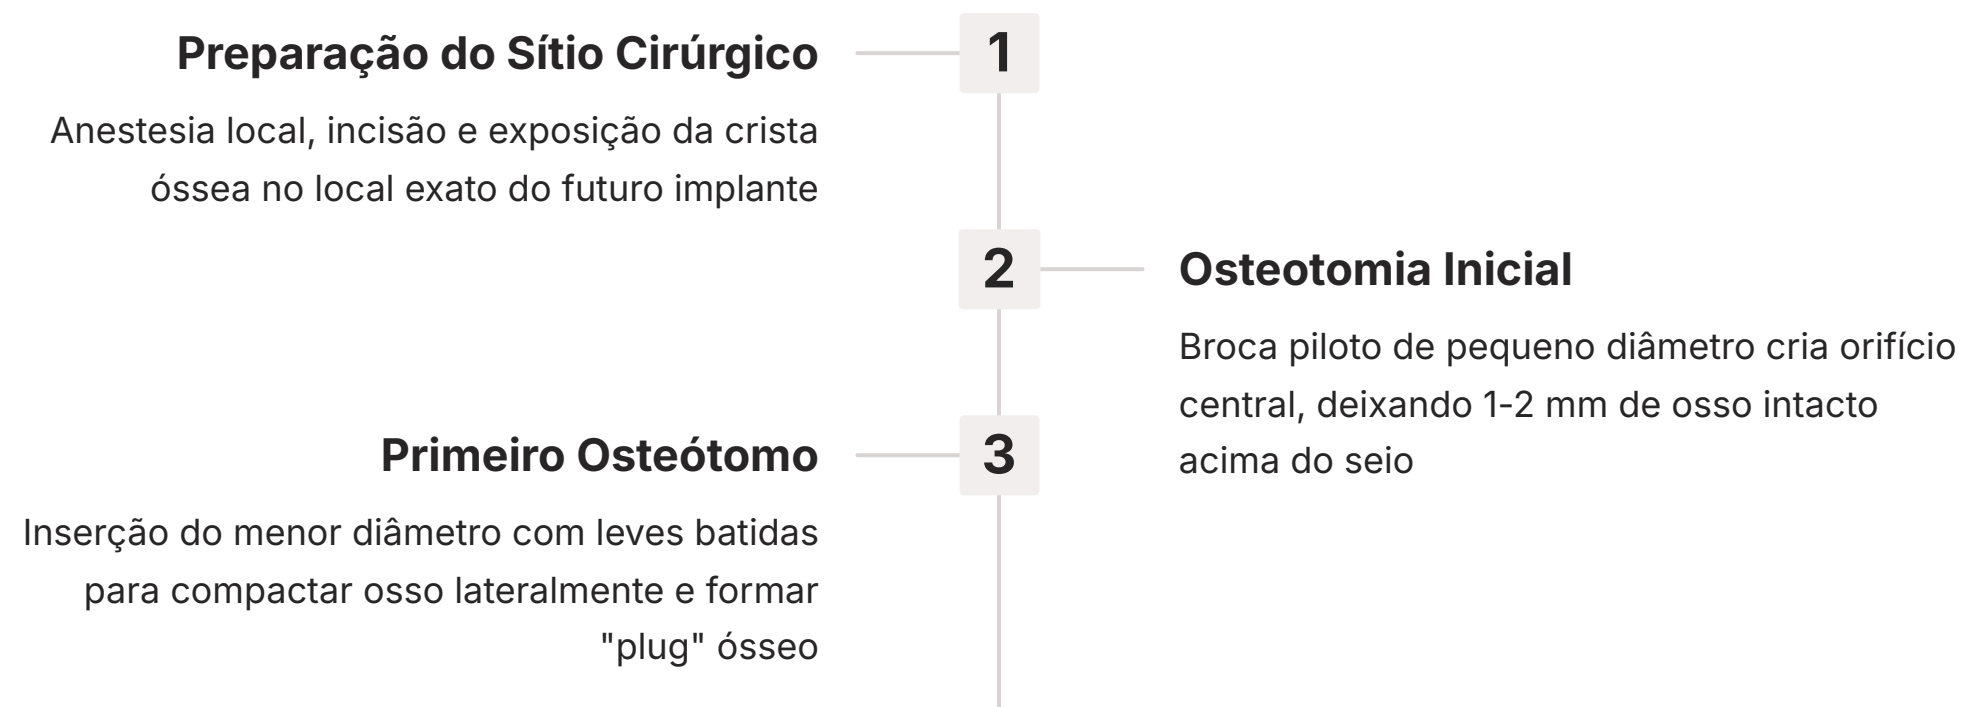 Preparação do Sítio Cirúrgico
1
Anestesia local, incisão e exposição da crista
óssea no local exato do futuro implante
2
Osteotomia Inicial
Broca piloto de pequeno diâmetro cria orifício
central, deixando 1-2 mm de osso intacto
acima do seio
Primeiro Osteótomo
3
Inserção do menor diâmetro com leves batidas
para compactar osso lateralmente e formar
"plug" ósseo